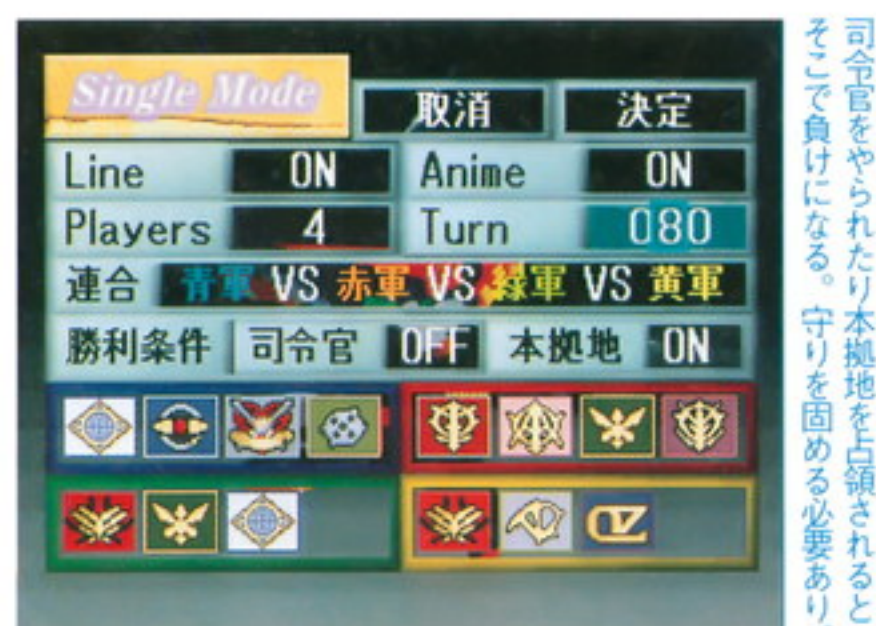 Single Mode 取消 決定
Line ON Anime ON
Players 4 Turn 080
連合 青軍 VS 赤軍 VS 緑軍 VS 黄軍
勝利条件 司令官 OFF 本拠地 ON
司令官をやられたり本拠地を占領されると
そこで負けになる。守りを固める必要あり。